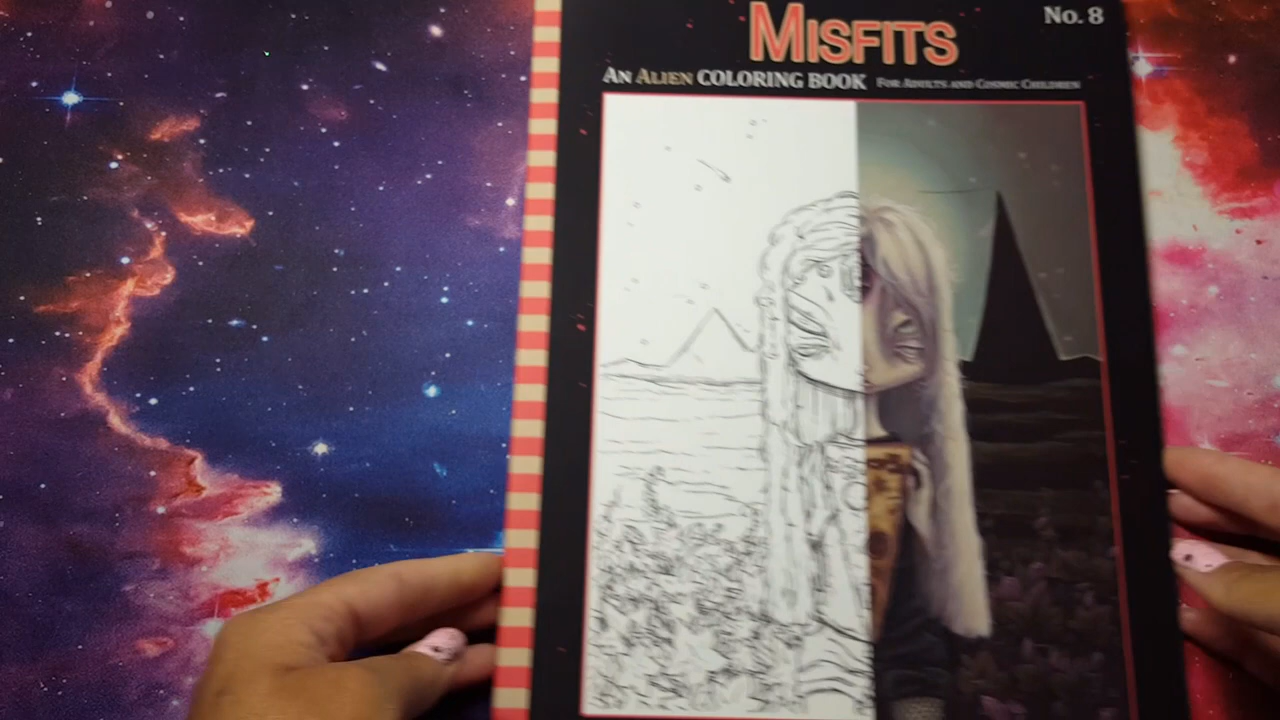 No. 8
MISFITS
AN ALIEN COLORING BOOK FOR ADULTS AND COSMIC CHILDREN